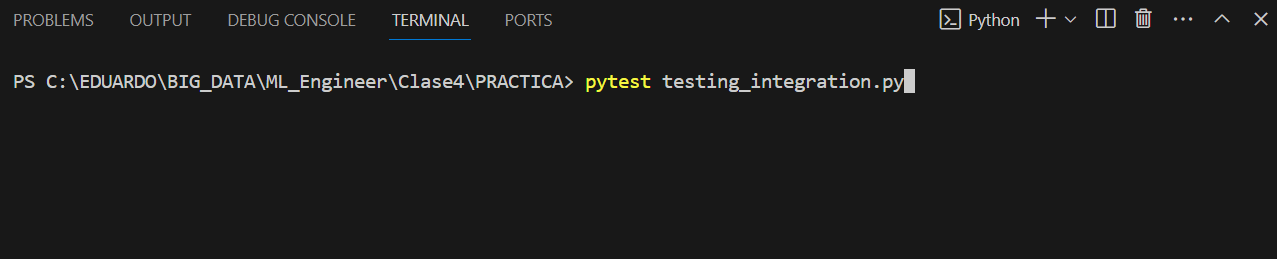 PROBLEMS OUTPUT DEBUG CONSOLE TERMINAL PORTS Python
PS C:\EDUARDO\BIG_DATA\ML_Engineer\Clase4\PRACTICA> pytest testing_integration.py